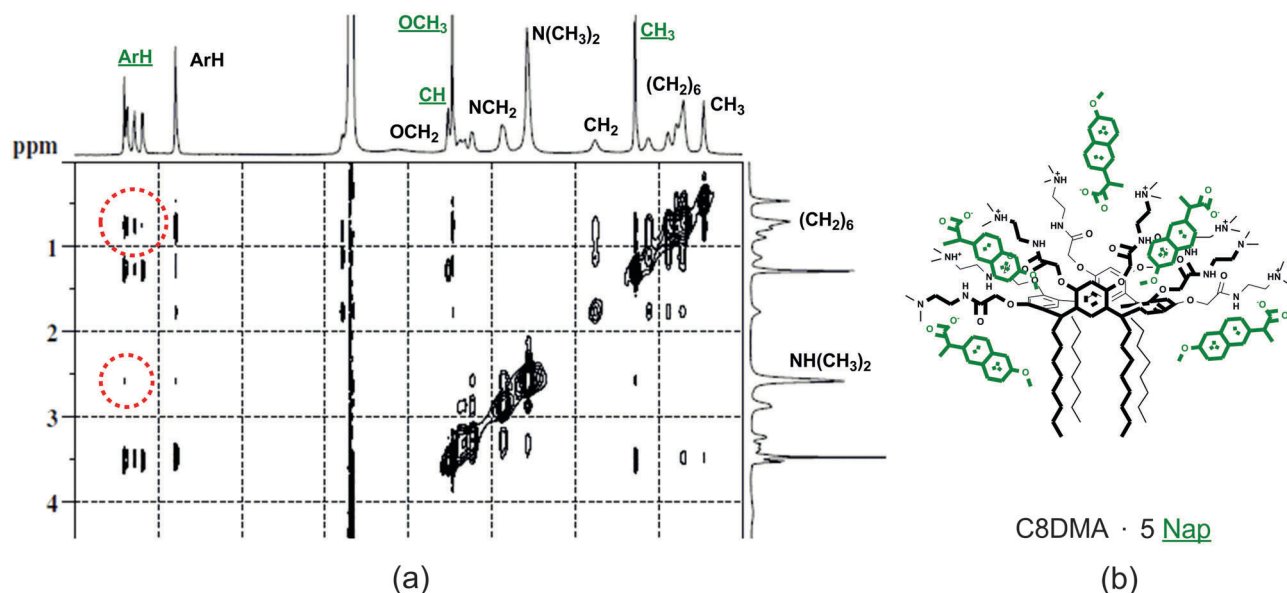 OCH₃
N(CH₃)₂
CH₃
ArH
ArH
(CH₂)₆
CH
NCH₂
CH₃
OCH₂
CH₂
ppm
(CH₂)₆
1
2
NH(CH₃)₂
3
4
C8DMA · 5 Nap
(a)
(b)